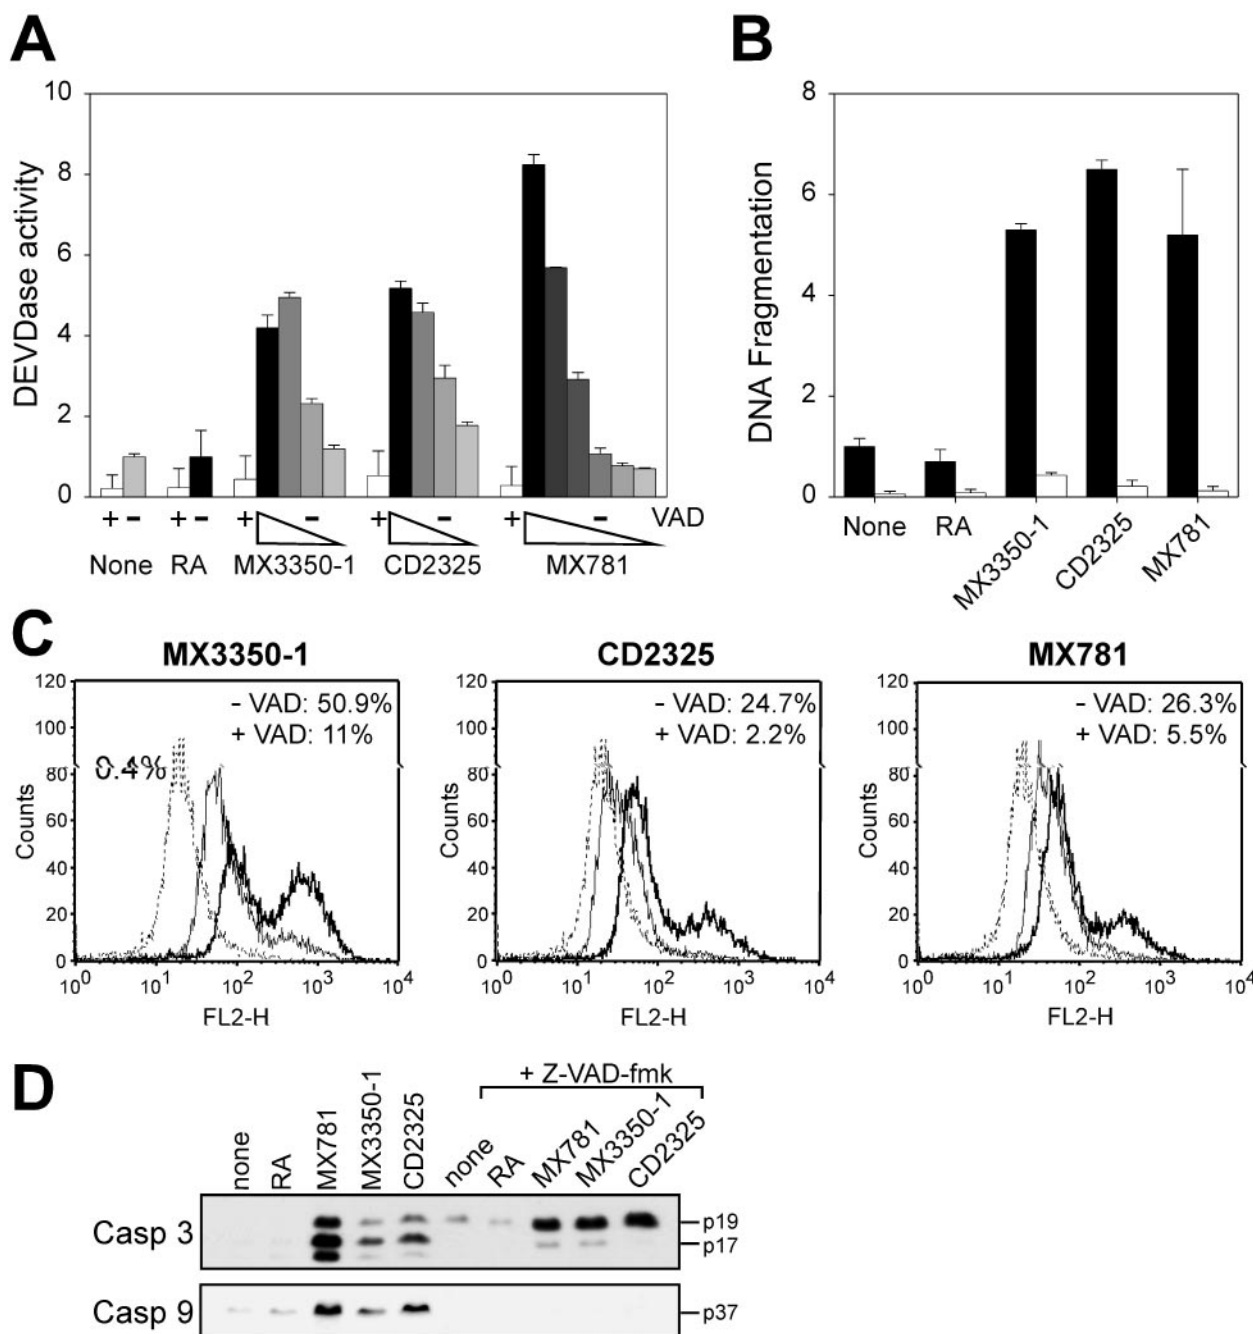 A
DEVDase activity
10
8
6
4
2
0
+ - + - + - + - + - VAD
None RA MX3350-1 CD2325 MX781
B
DNA Fragmentation
8
6
4
2
0
None RA MX3350-1 CD2325 MX781
C
MX3350-1
120
100
80
60
40
20
0
Counts
- VAD: 50.9%
+ VAD: 11%
0.4%
10^0 10^1 10^2 10^3 10^4
FL2-H
CD2325
120
100
80
60
40
20
0
Counts
- VAD: 24.7%
+ VAD: 2.2%
10^0 10^1 10^2 10^3 10^4
FL2-H
MX781
120
100
80
60
40
20
0
Counts
- VAD: 26.3%
+ VAD: 5.5%
10^0 10^1 10^2 10^3 10^4
FL2-H
D
+ Z-VAD-fmk
none RA MX781 MX3350-1 CD2325 none RA MX781 MX3350-1 CD2325
Casp 3
p19
p17
Casp 9
p37